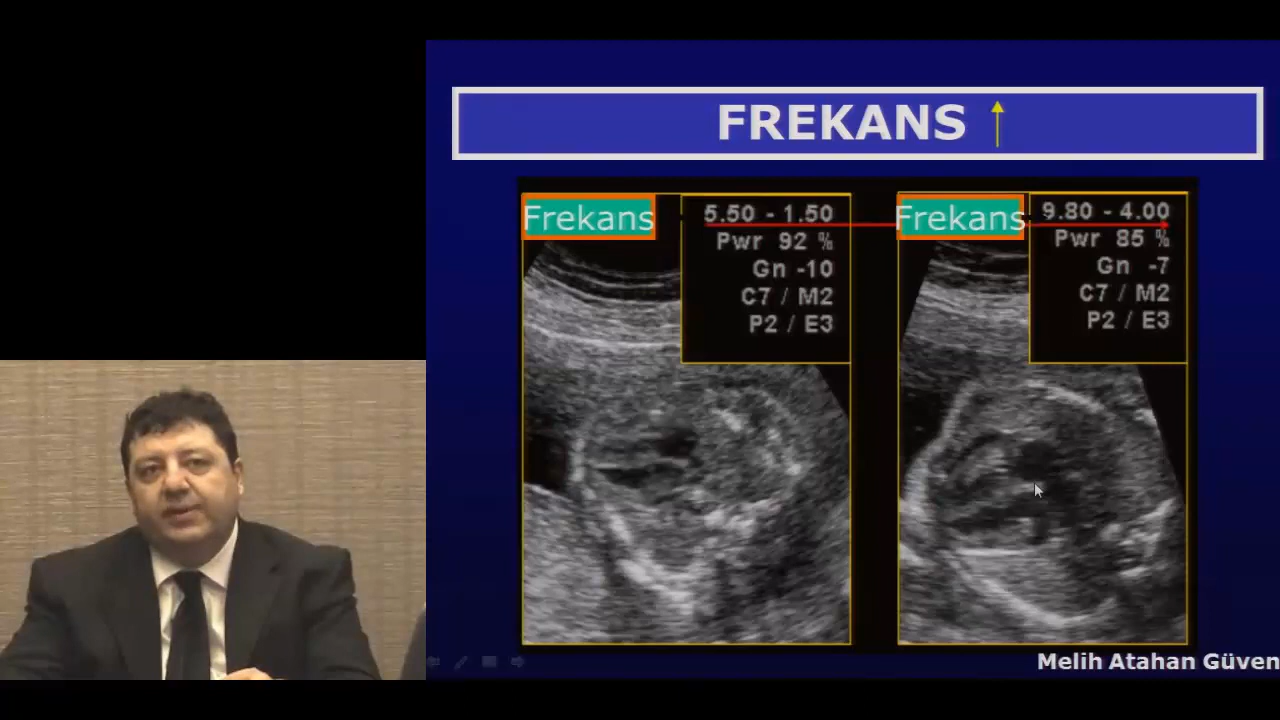 FREKANS ↑
Frekans
5.50 - 1.50
Pwr 92 %
Gn -10
C7 / M2
P2 / E3
Frekans
9.80 - 4.00
Pwr 85 %
Gn -7
C7 / M2
P2 / E3
Melih Atahan Güven